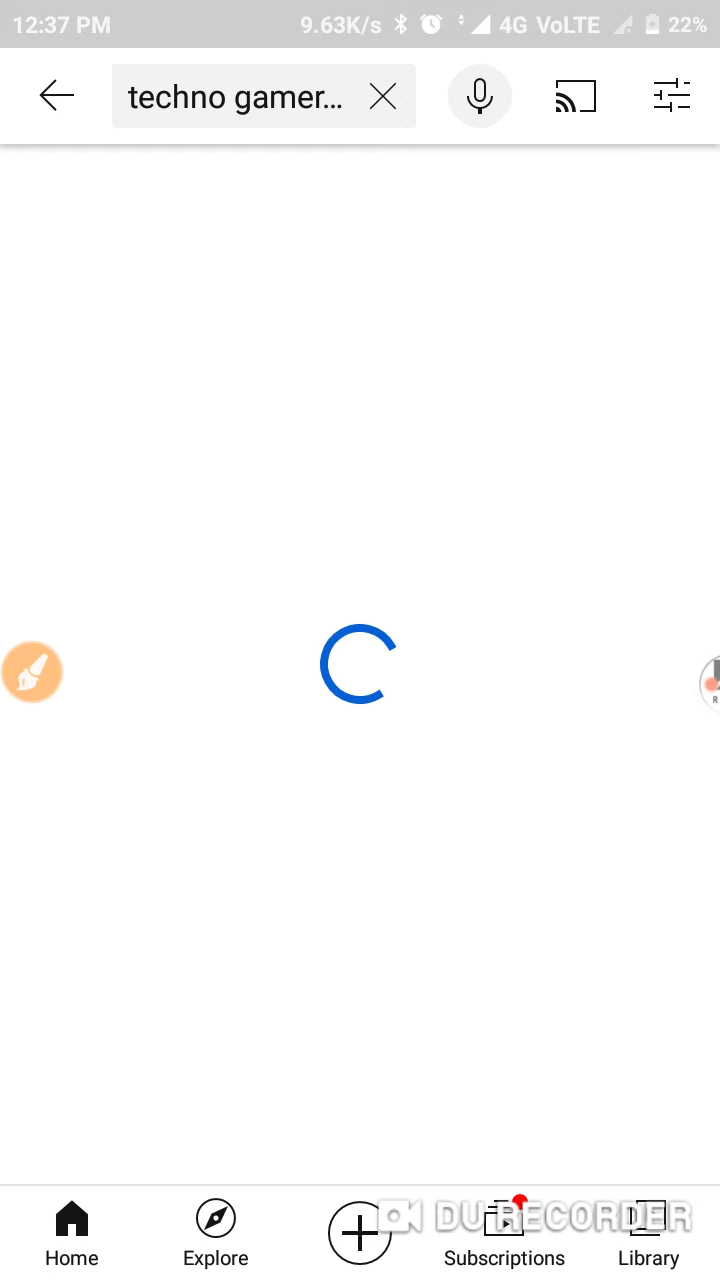 12:37 PM 9.63K/s 4G VoLTE 22%
techno gamer...
R
DU RECORDER
Home Explore Subscriptions Library